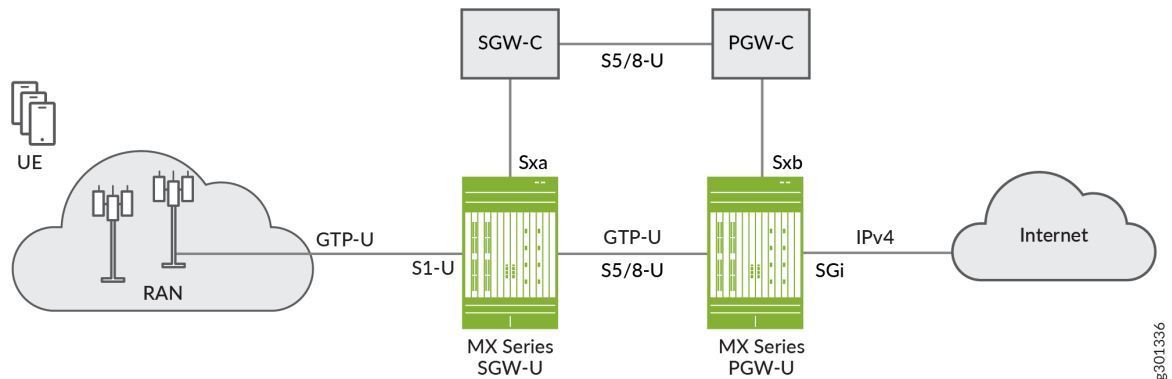 SGW-C
PGW-C
S5/8-U
UE
Sxa
Sxb
GTP-U
GTP-U
IPv4
Internet
S1-U
S5/8-U
SGi
RAN
MX Series
SGW-U
MX Series
PGW-U
g301336